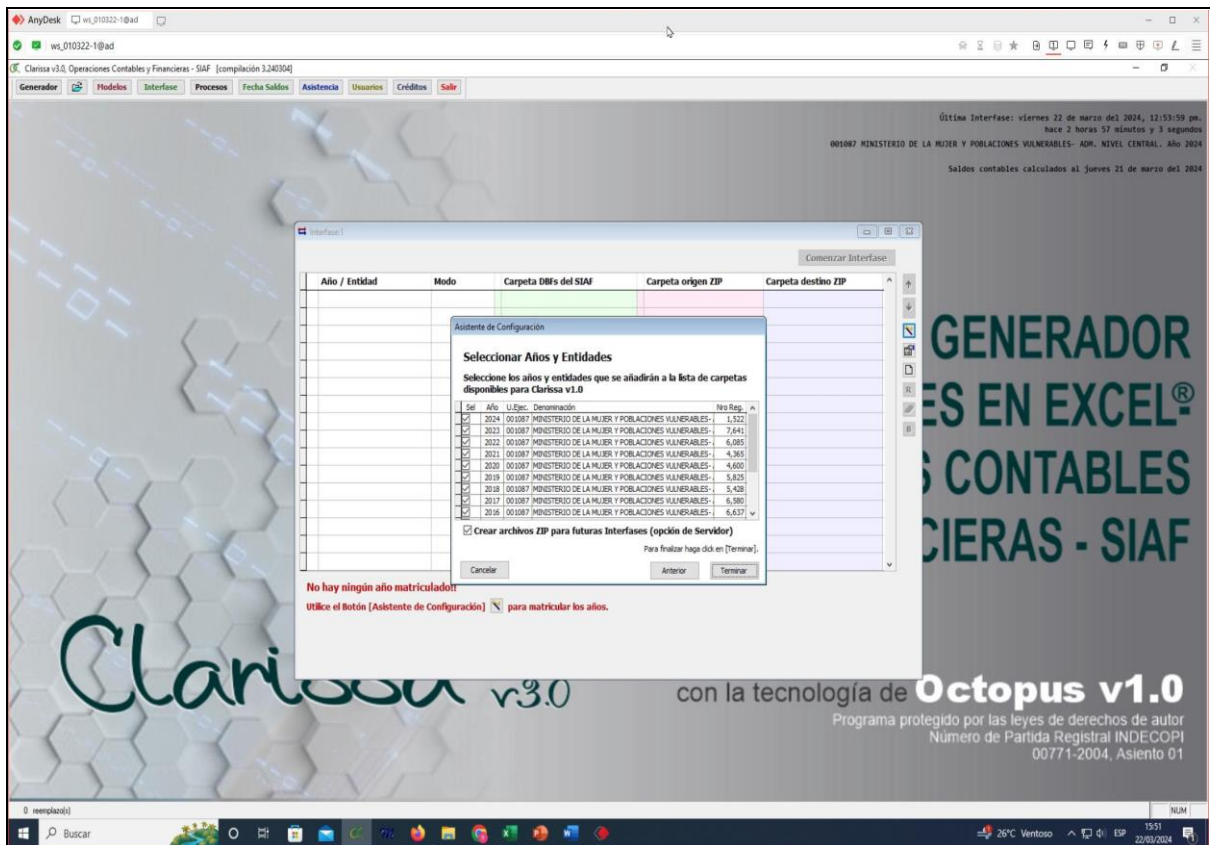 AnyDesk ws_010322-1@ad
ws_010322-1@ad
Clarissa v3.0, Operaciones Contables y Financieras - SIAF [compilación 3.240304]
Generador Modelos Interfase Procesos Fecha Saldos Asistencia Usuarios Créditos Salir
Última Interfase: viernes 22 de marzo del 2024, 12:53:59 pm.
hace 2 horas 57 minutos y 3 segundos
001087 MINISTERIO DE LA MUJER Y POBLACIONES VULNERABLES- ADM. NIVEL CENTRAL. Año 2024
Saldos contables calculados al jueves 21 de marzo del 2024
Comenzar Interfase
Año / Entidad Modo Carpeta DBFs del SIAF Carpeta origen ZIP Carpeta destino ZIP
Asistente de Configuración
Seleccionar Años y Entidades
Seleccione los años y entidades que se añadirán a la lista de carpetas
disponibles para Clarissa v1.0
Sel Año U.Ejec. Denominación Nro Reg.
2024 001087 MINISTERIO DE LA MUJER Y POBLACIONES VULNERABLES- 1,522
2023 001087 MINISTERIO DE LA MUJER Y POBLACIONES VULNERABLES- 7,641
2022 001087 MINISTERIO DE LA MUJER Y POBLACIONES VULNERABLES- 6,085
2021 001087 MINISTERIO DE LA MUJER Y POBLACIONES VULNERABLES- 4,365
2020 001087 MINISTERIO DE LA MUJER Y POBLACIONES VULNERABLES- 4,600
2019 001087 MINISTERIO DE LA MUJER Y POBLACIONES VULNERABLES- 5,825
2018 001087 MINISTERIO DE LA MUJER Y POBLACIONES VULNERABLES- 5,428
2017 001087 MINISTERIO DE LA MUJER Y POBLACIONES VULNERABLES- 6,580
2016 001087 MINISTERIO DE LA MUJER Y POBLACIONES VULNERABLES- 6,637
Crear archivos ZIP para futuras Interfases (opción de Servidor)
Para finalizar haga click en [Terminar].
Cancelar Anterior Terminar
No hay ningún año matriculado!!
Utilice el Botón [Asistente de Configuración] para matricular los años.
GENERADOR
ES EN EXCEL®
S CONTABLES
CIERAS - SIAF
Clarissa v3.0
con la tecnología de Octopus v1.0
Programa protegido por las leyes de derechos de autor
Número de Partida Registral INDECOPI
00771-2004, Asiento 01
0 reemplazo[s] NUM
Buscar 26°C Ventoso ESP 15:51
22/03/2024